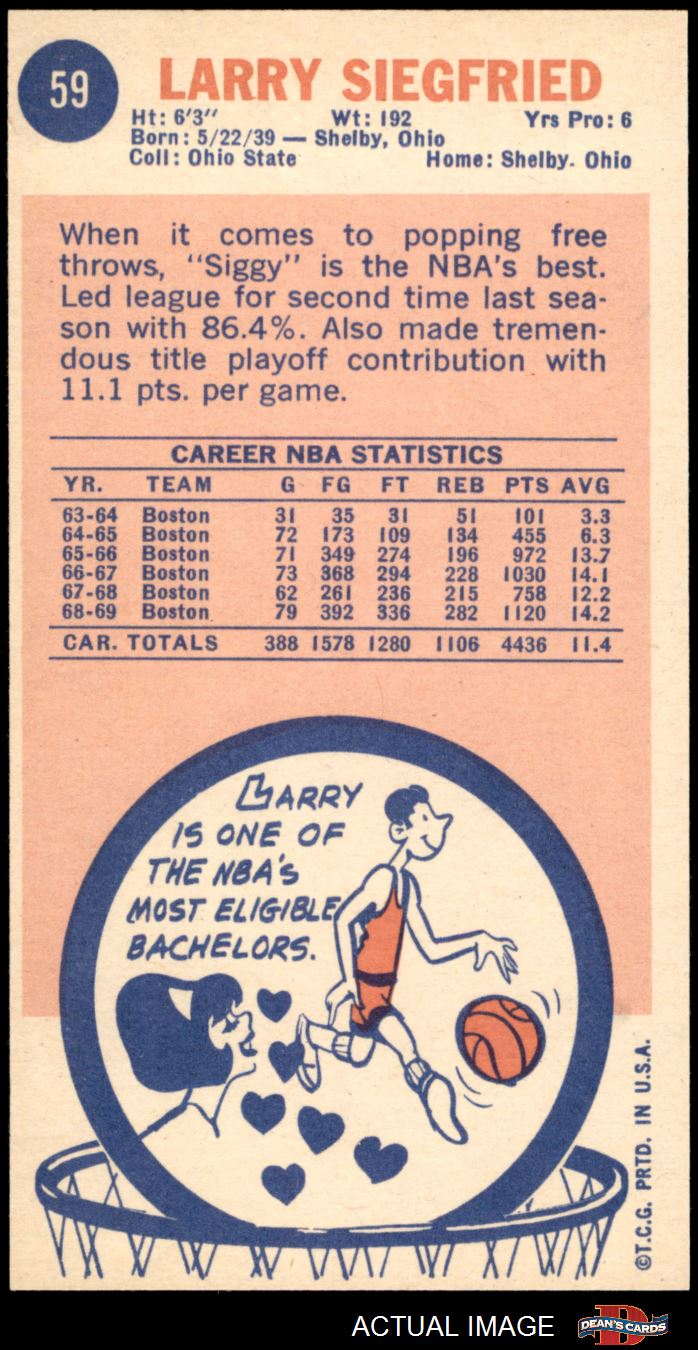 59
LARRY SIEGFRIED
Ht: 6'3" Wt: 192 Yrs Pro: 6
Born: 5/22/39 — Shelby, Ohio
Coll: Ohio State Home: Shelby. Ohio
When it comes to popping free
throws, "Siggy" is the NBA's best.
Led league for second time last sea-
son with 86.4%. Also made tremen-
dous title playoff contribution with
11.1 pts. per game.
CAREER NBA STATISTICS
YR. TEAM G FG FT REB PTS AVG
63-64 Boston 31 35 31 51 101 3.3
64-65 Boston 72 173 109 134 455 6.3
65-66 Boston 71 349 274 196 972 13.7
66-67 Boston 73 368 294 228 1030 14.1
67-68 Boston 62 261 236 215 758 12.2
68-69 Boston 79 392 336 282 1120 14.2
CAR. TOTALS 388 1578 1280 1106 4436 11.4
LARRY
IS ONE OF
THE NBA'S
MOST ELIGIBLE
BACHELORS.
©T.C.G. PRTD. IN U.S.A.
ACTUAL IMAGE
D
DEAN'S CARDS